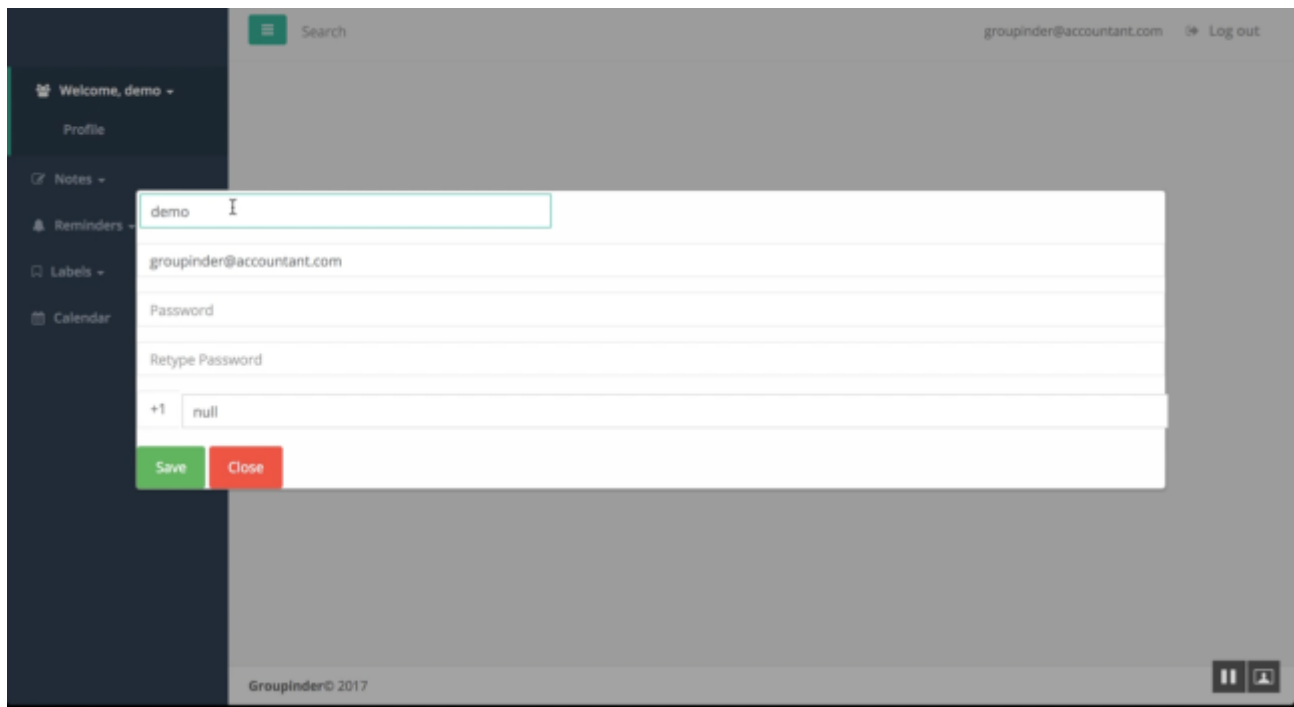 Search
groupinder@accountant.com
Log out
Welcome, demo
Profile
Notes
Reminders
Labels
Calendar
demo
groupinder@accountant.com
Password
Retype Password
+1 null
Save Close
Groupinder© 2017